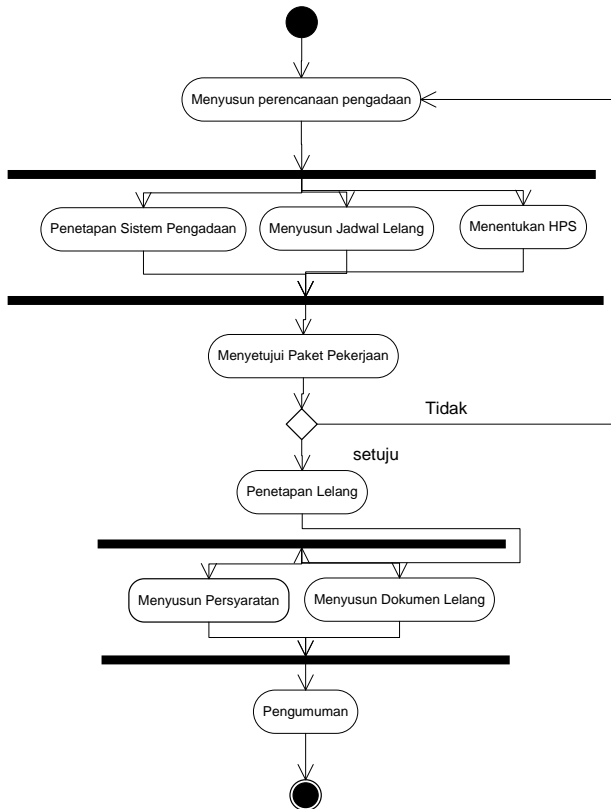 Menyusun perencanaan pengadaan
Penetapan Sistem Pengadaan
Menyusun Jadwal Lelang
Menentukan HPS
Menyetujui Paket Pekerjaan
Tidak
setuju
Penetapan Lelang
Menyusun Persyaratan
Menyusun Dokumen Lelang
Pengumuman